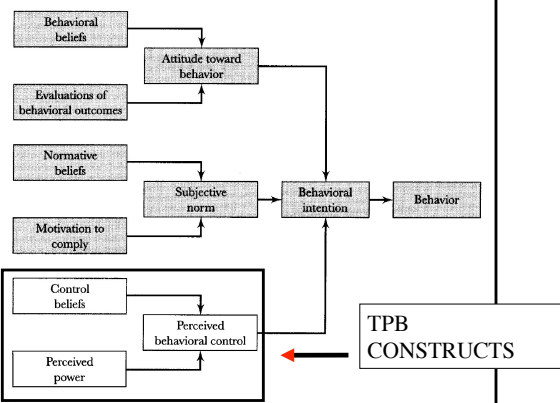 Behavioral
beliefs
Attitude toward
behavior
Evaluations of
behavioral outcomes
Normative
beliefs
Subjective
norm
Behavioral
intention
Behavior
Motivation to
comply
Control
beliefs
Perceived
behavioral control
Perceived
power
TPB
CONSTRUCTS